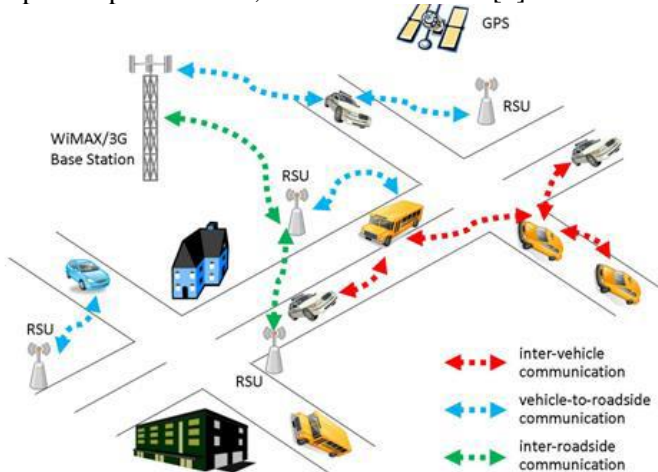 GPS
RSU
WiMAX/3G
Base Station
RSU
RSU
RSU
inter-vehicle
communication
vehicle-to-roadside
communication
inter-roadside
communication